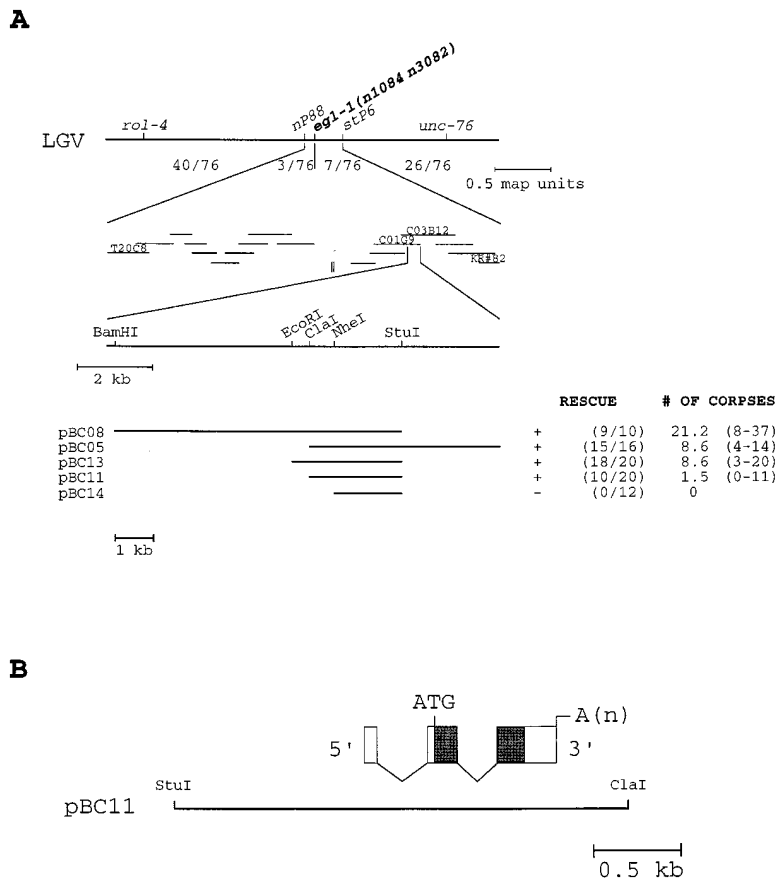 A
nP88
egl-1(n1084 n3082)
stP6
rol-4
unc-76
LGV
40/76 3/76 7/76 26/76
0.5 map units
C03B12
T20C8 C01G9
BamHI EcoRI ClaI NheI StuI
2 kb
RESCUE # OF CORPSES
pBC08 + (9/10) 21.2 (8-37)
pBC05 + (15/16) 8.6 (4-14)
pBC13 + (18/20) 8.6 (3-20)
pBC11 + (10/20) 1.5 (0-11)
pBC14 - (0/12) 0
1 kb
B
ATG
A(n)
5' 3'
StuI ClaI
pBC11
0.5 kb